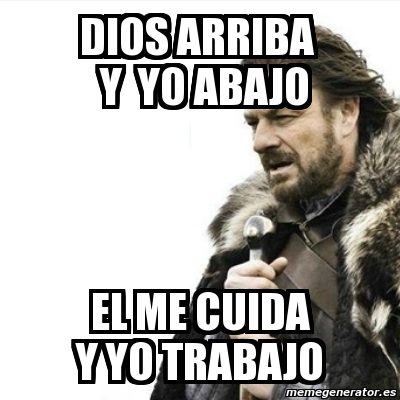 DIOS ARRIBA
Y YO ABAJO
EL ME CUIDA
Y YO TRABAJO
memegenerator.es